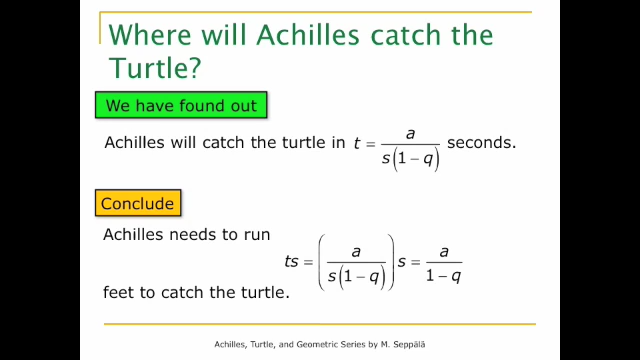 Where will Achilles catch the
Turtle?
We have found out
Achilles will catch the turtle in t = a / s(1 − q) seconds.
Conclude
Achilles needs to run
ts = (a / s(1 − q)) s = a / 1 − q
feet to catch the turtle.
Achilles, Turtle, and Geometric Series by M. Seppälä